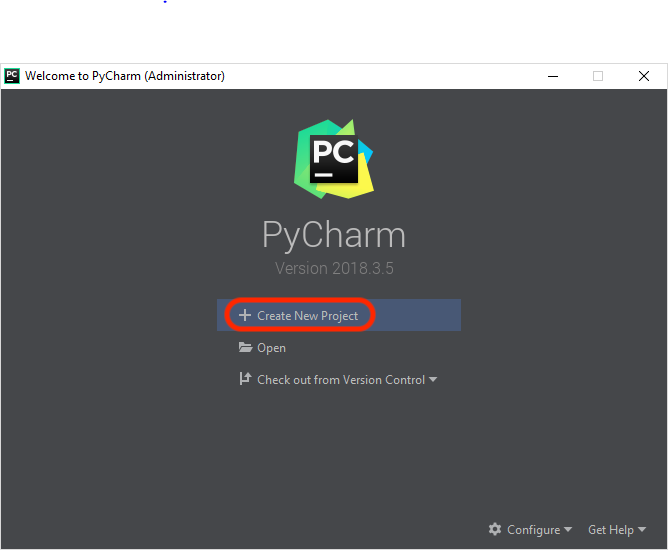 PC Welcome to PyCharm (Administrator)
PC
PyCharm
Version 2018.3.5
Create New Project
Open
Check out from Version Control
Configure Get Help